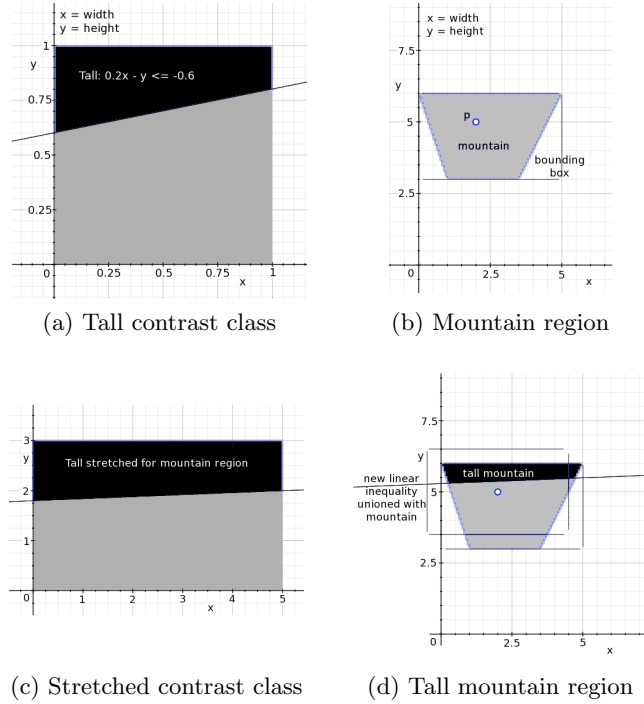 x = width
y = height
1
y
Tall: 0.2x - y <= -0.6
0.75
0.5
0.25
0
0.25
0.5
0.75
1
x
(a) Tall contrast class
x = width
y = height
7.5
y
p
5
mountain
bounding
box
2.5
0
2.5
5
x
(b) Mountain region
3
y
Tall stretched for mountain region
2
1
0
1
2
3
4
5
x
(c) Stretched contrast class
7.5
y
tall mountain
new linear
inequality
unioned with
mountain
5
2.5
0
2.5
5
x
(d) Tall mountain region